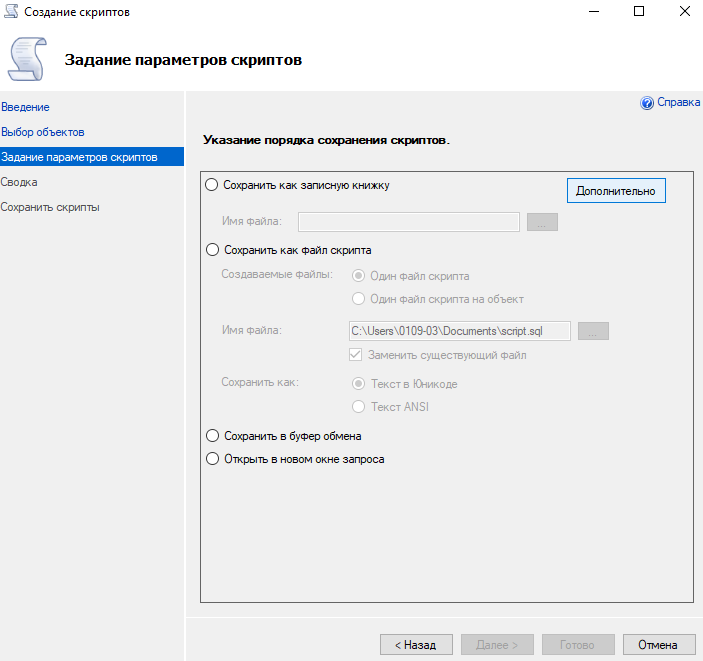 Создание скриптов
Задание параметров скриптов
Введение
Выбор объектов
Задание параметров скриптов
Сводка
Сохранить скрипты
Справка
Указание порядка сохранения скриптов.
Сохранить как записную книжку
Дополнительно
Имя файла:
...
Сохранить как файл скрипта
Создаваемые файлы:
Один файл скрипта
Один файл скрипта на объект
Имя файла:
C:\Users\0109-03\Documents\script.sql
...
Заменить существующий файл
Сохранить как:
Текст в Юникоде
Текст ANSI
Сохранить в буфер обмена
Открыть в новом окне запроса
< Назад
Далее >
Готово
Отмена